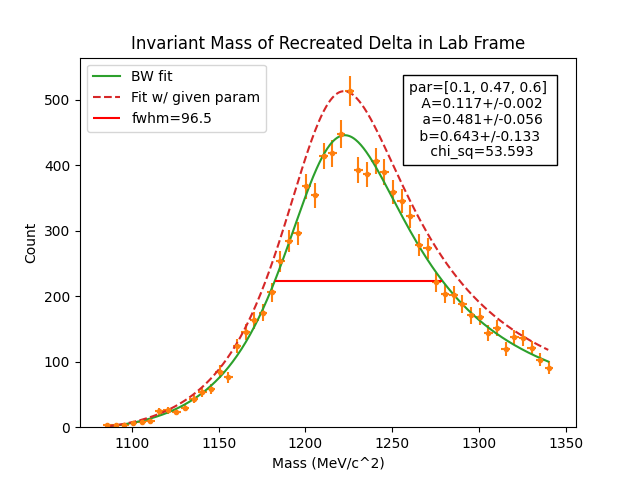 Invariant Mass of Recreated Delta in Lab Frame
BW fit
Fit w/ given param
fwhm=96.5
par=[0.1, 0.47, 0.6]
A=0.117+/-0.002
a=0.481+/-0.056
b=0.643+/-0.133
chi_sq=53.593
Count
500
400
300
200
100
0
1100 1150 1200 1250 1300 1350
Mass (MeV/c^2)